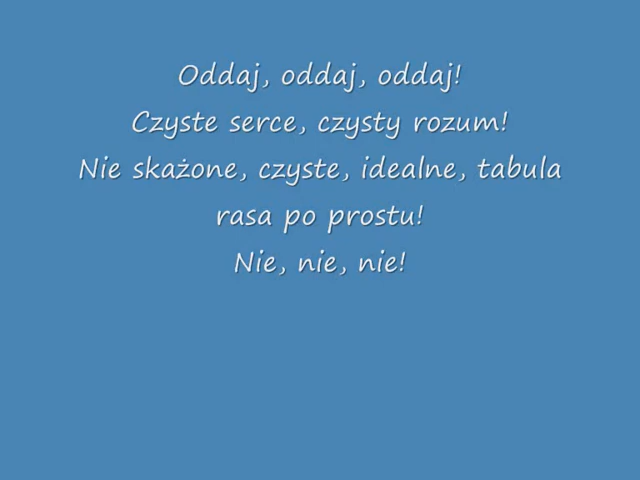 Oddaj, oddaj, oddaj!
Czyste serce, czysty rozum!
Nie skażone, czyste, idealne, tabula
rasa po prostu!
Nie, nie, nie!